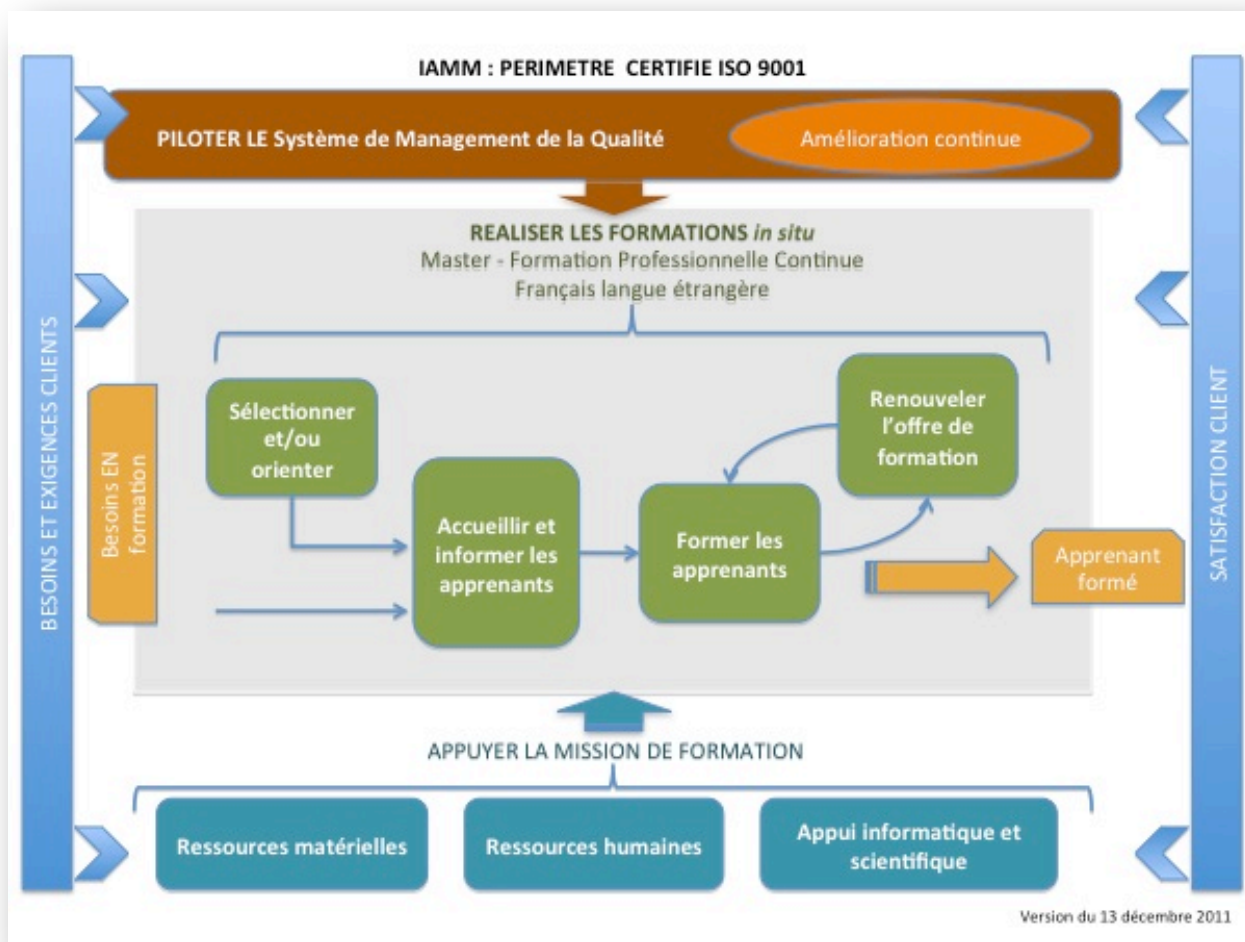 IAMM : PERIMETRE CERTIFIE ISO 9001
PILOTER LE Système de Management de la Qualité
Amélioration continue
BESOINS ET EXIGENCES CLIENTS
SATISFACTION CLIENT
REALISER LES FORMATIONS in situ
Master - Formation Professionnelle Continue
Français langue étrangère
Besoins EN
formation
Sélectionner
et/ou
orienter
Accueillir et
informer les
apprenants
Former les
apprenants
Renouveler
l'offre de
formation
Apprenant
formé
APPUYER LA MISSION DE FORMATION
Ressources matérielles
Ressources humaines
Appui informatique et
scientifique
Version du 13 décembre 2011